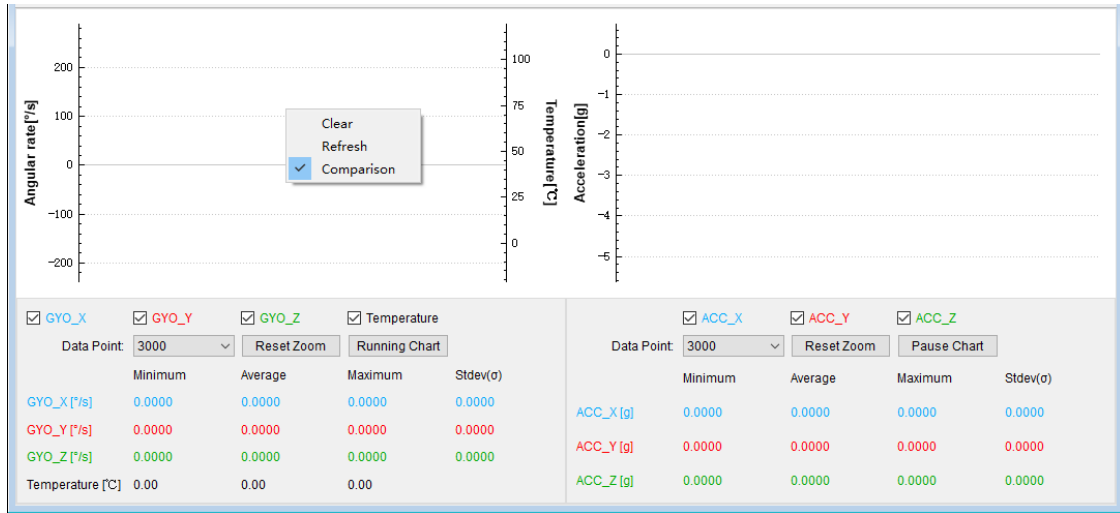 Angular rate[°/s]
200
100
0
−100
−200
Clear
Refresh
Comparison
100
75
50
25
0
Temperature[℃]
Acceleration[g]
0
−1
−2
−3
−4
−5
GYO_X GYO_Y GYO_Z Temperature
Data Point: 3000 Reset Zoom Running Chart
Minimum Average Maximum Stdev(σ)
GYO_X [°/s] 0.0000 0.0000 0.0000 0.0000
GYO_Y [°/s] 0.0000 0.0000 0.0000 0.0000
GYO_Z [°/s] 0.0000 0.0000 0.0000 0.0000
Temperature [℃] 0.00 0.00 0.00
ACC_X ACC_Y ACC_Z
Data Point: 3000 Reset Zoom Pause Chart
Minimum Average Maximum Stdev(σ)
ACC_X [g] 0.0000 0.0000 0.0000 0.0000
ACC_Y [g] 0.0000 0.0000 0.0000 0.0000
ACC_Z [g] 0.0000 0.0000 0.0000 0.0000